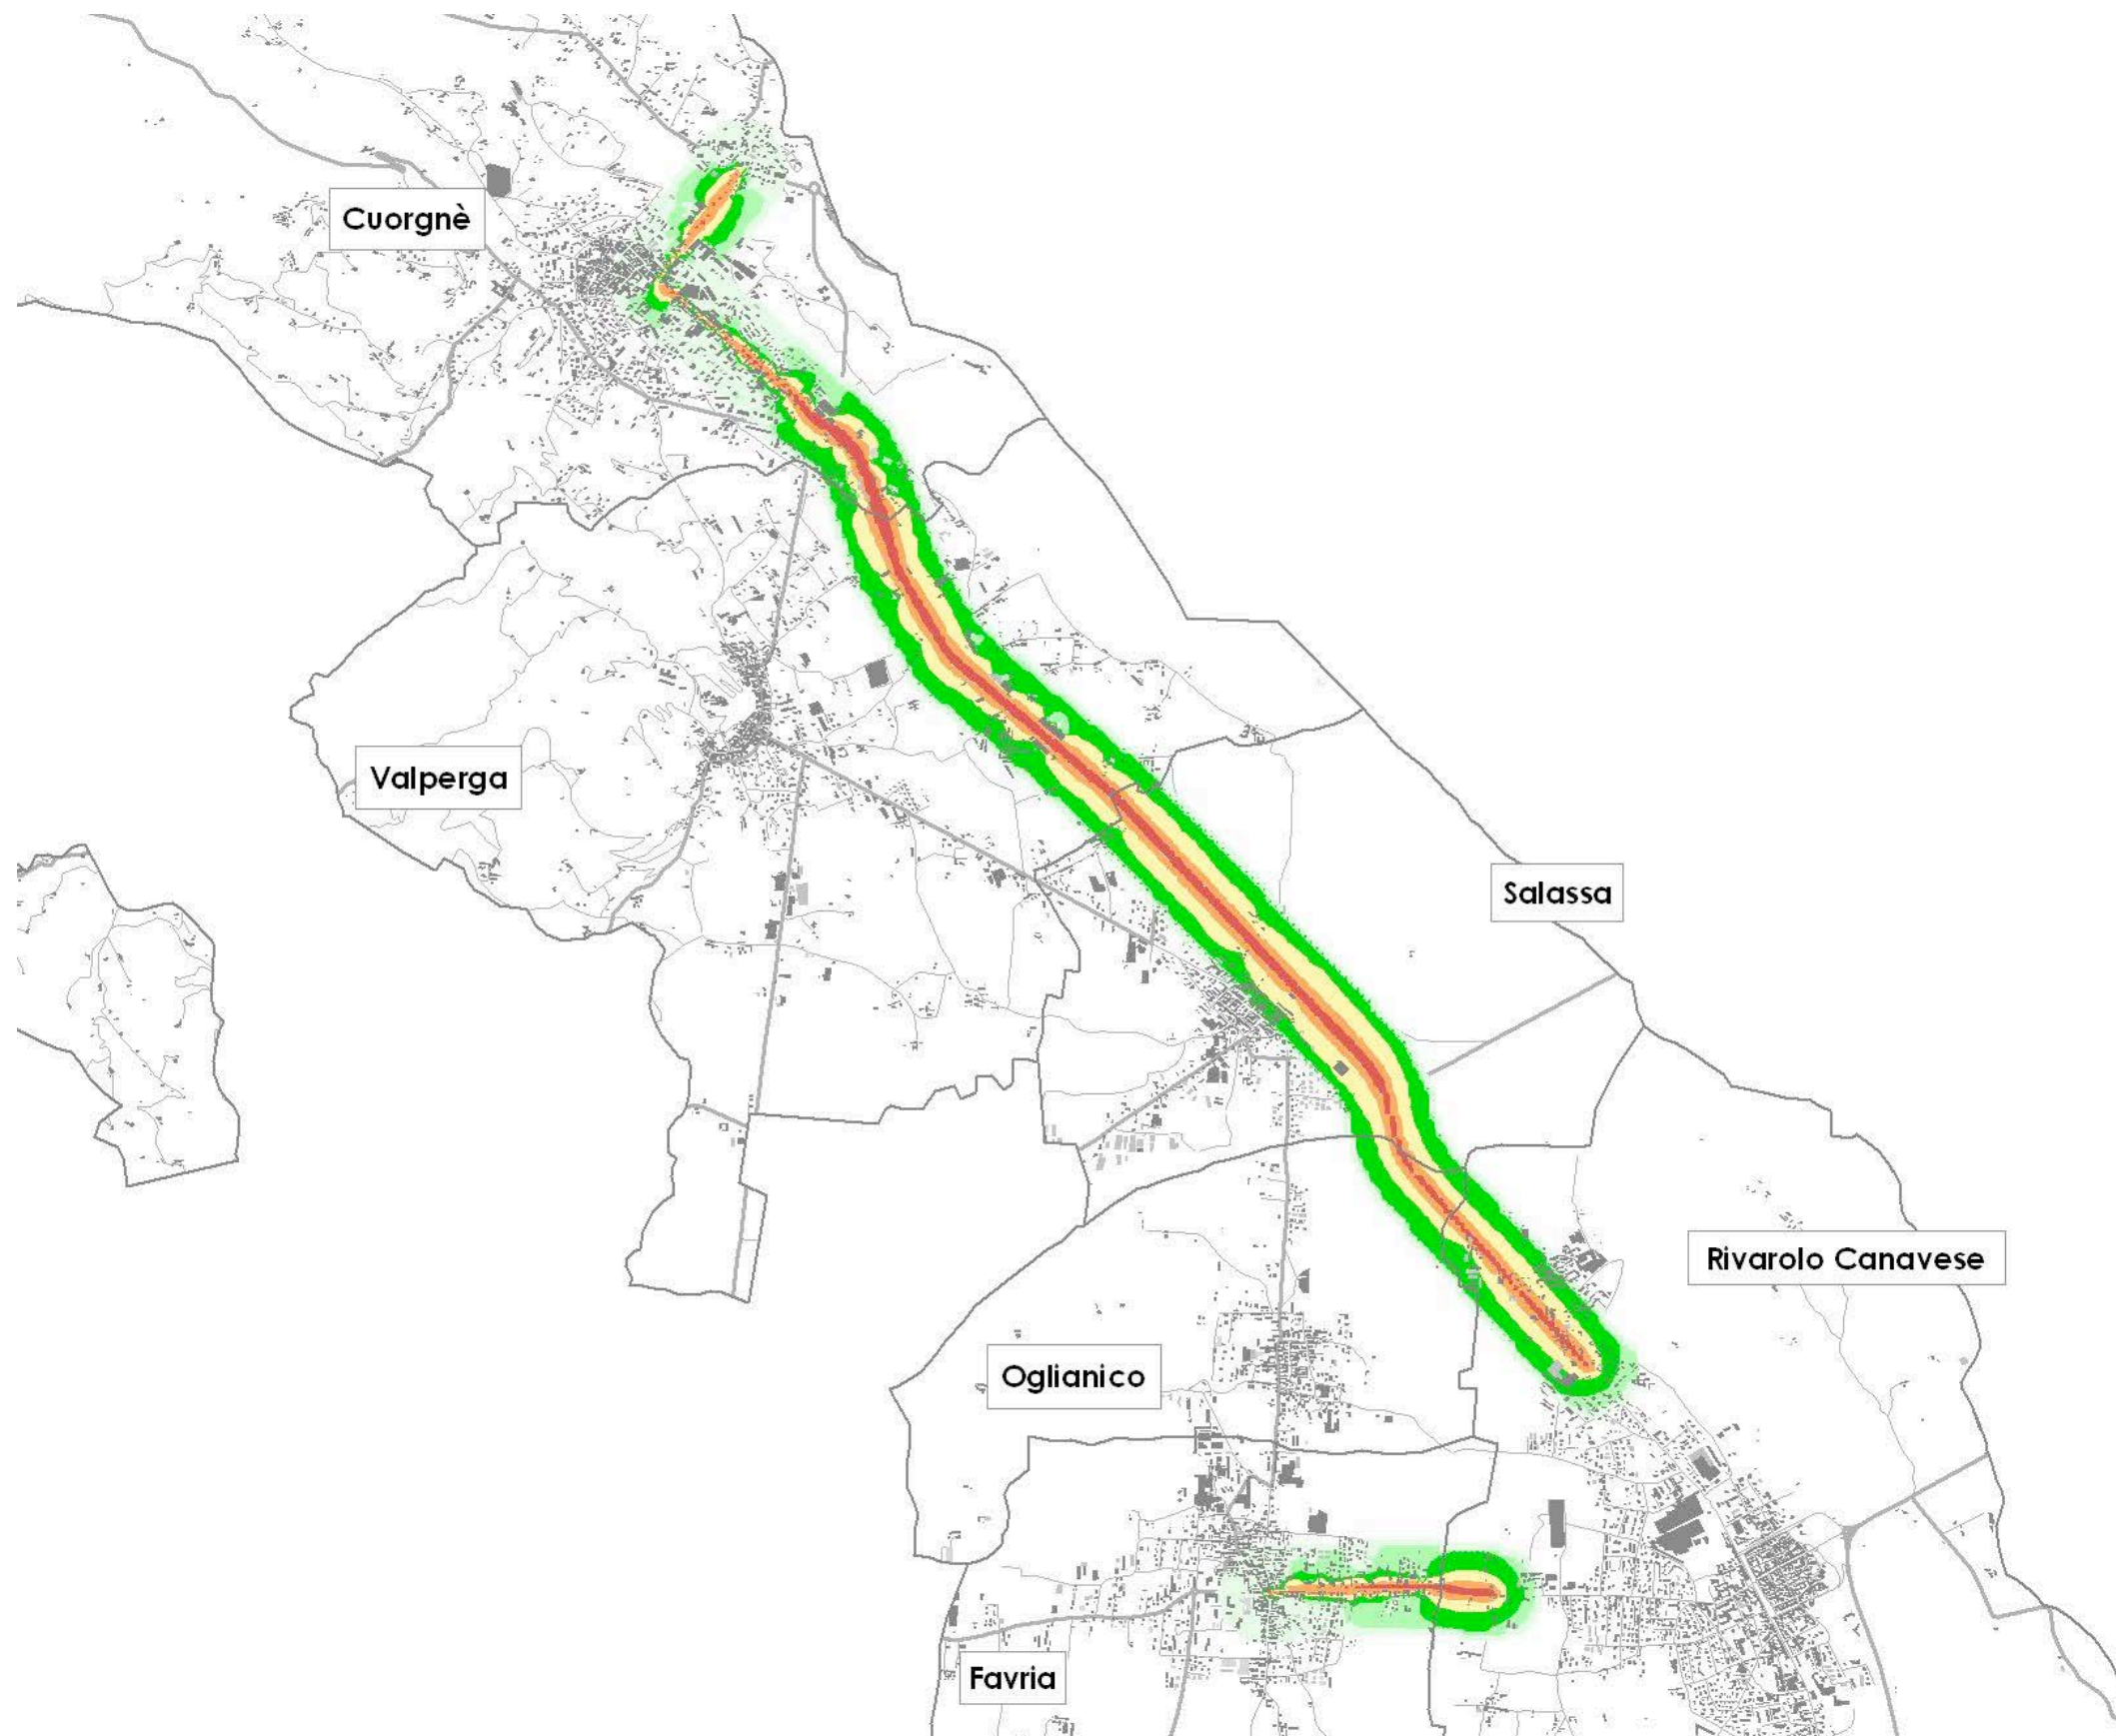 Cuorgnè
Valperga
Salassa
Rivarolo Canavese
Oglianico
Favria